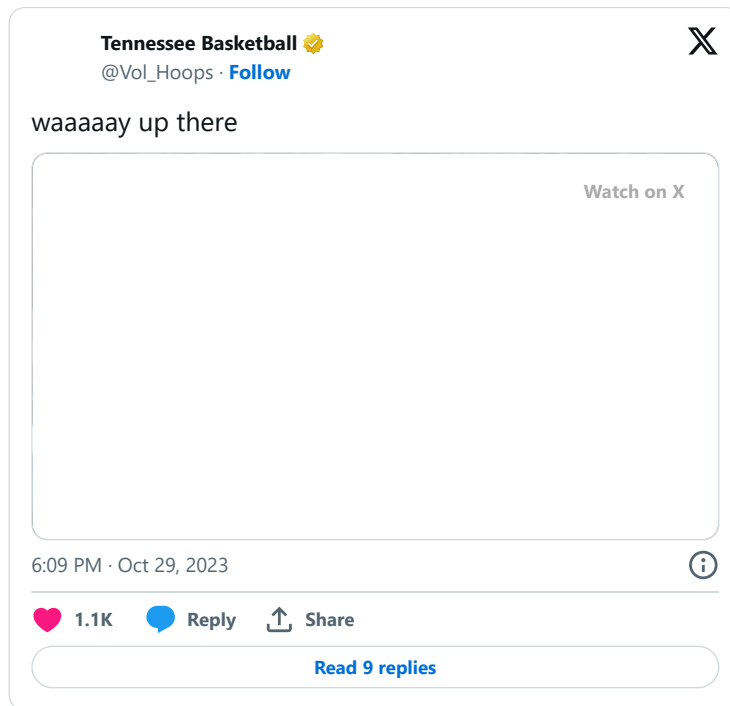 Tennessee Basketball
@Vol_Hoops · Follow
waaaaay up there
Watch on X
6:09 PM · Oct 29, 2023
1.1K Reply Share
Read 9 replies